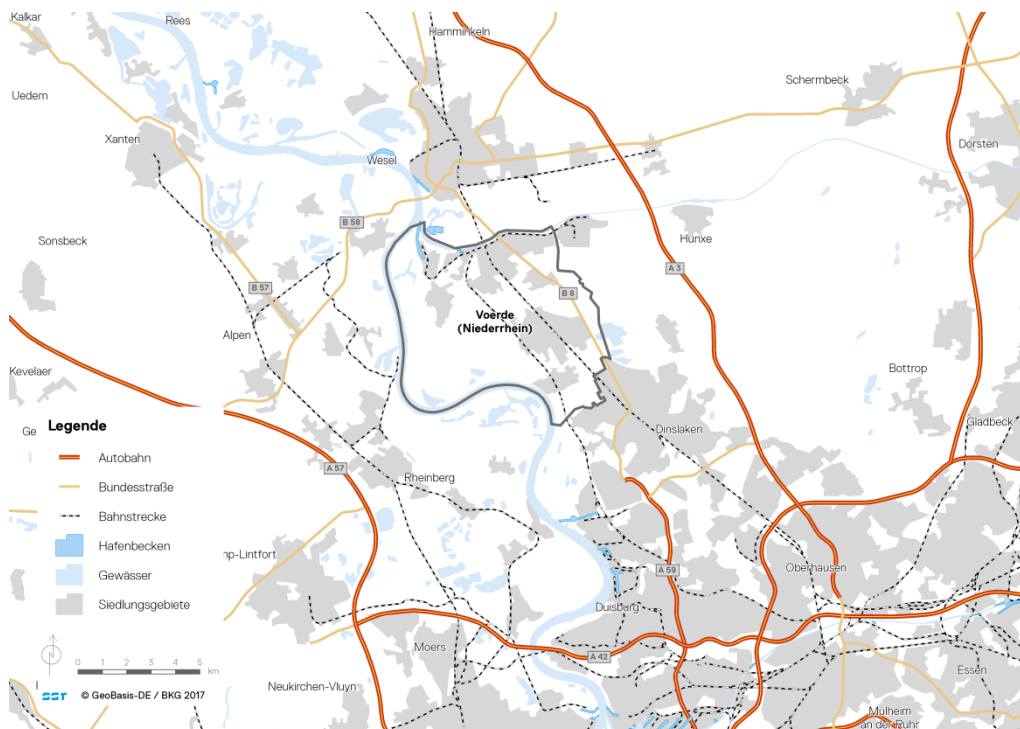 Kalkar
Rees
Hamminkeln
Uedem
Schermbeck
Xanten
Wesel
Dorsten
B 58
Sonsbeck
Hünxe
A 3
B 57
B 8
Voerde
(Niederrhein)
Alpen
Kevelaer
Bottrop
Gladbeck
Ge
Legende
Dinslaken
Autobahn
A 57
Rheinberg
Bundesstraße
Bahnstrecke
Hafenbecken
mp-Lintfort
Gewässer
A 59
Oberhausen
Siedlungsgebiete
Duisburg
Moers
A 42
N
0 1 2 3 4 5
km
Essen
Neukirchen-Vluyn
ssr
© GeoBasis-DE / BKG 2017
Mülheim
an der Ruhr